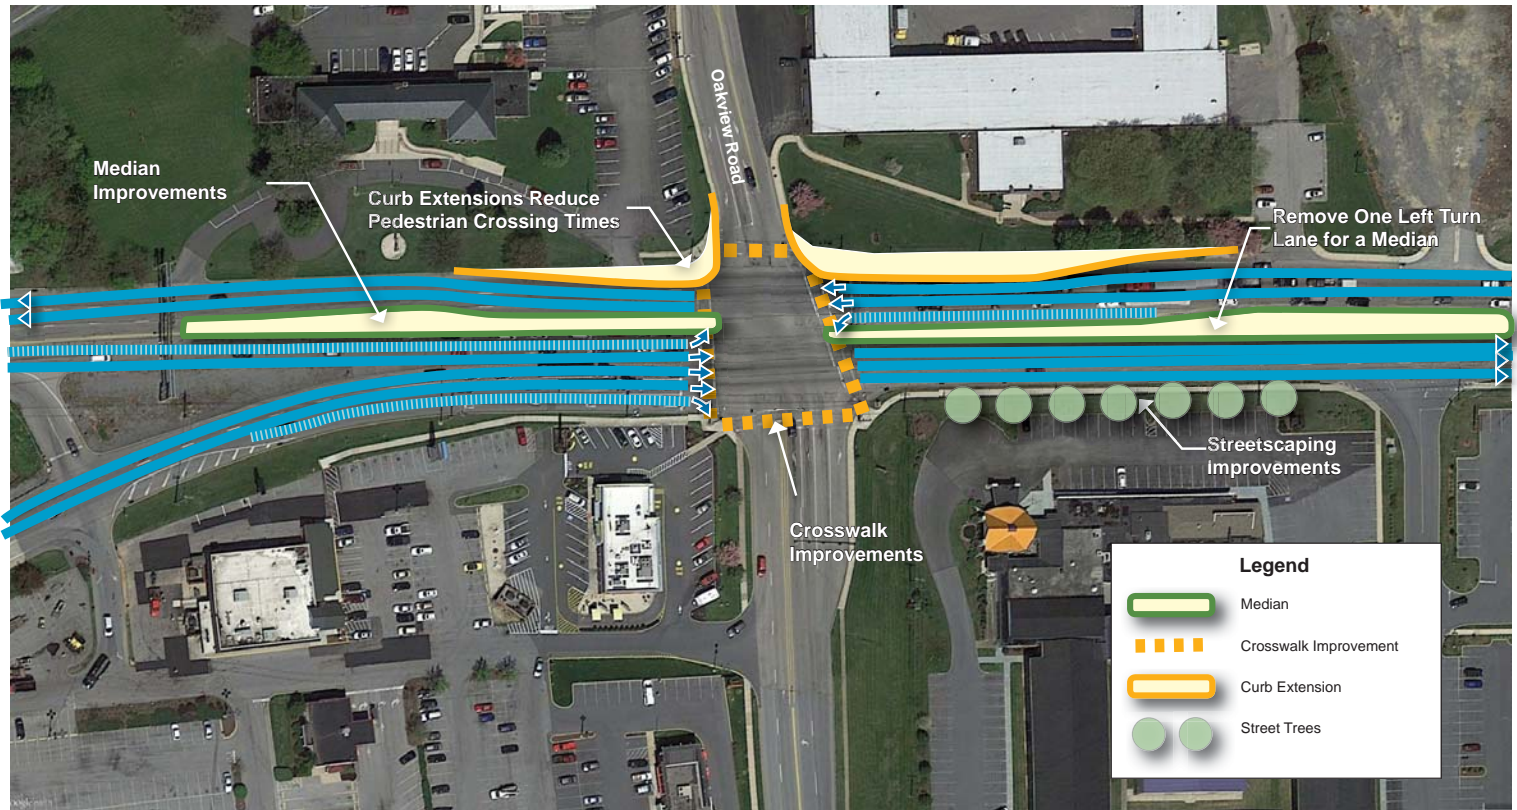 Oakview Road
Median
Improvements
Curb Extensions Reduce
Pedestrian Crossing Times
Remove One Left Turn
Lane for a Median
Streetscaping
improvements
Crosswalk
Improvements
Legend
Median
Crosswalk Improvement
Curb Extension
Street Trees